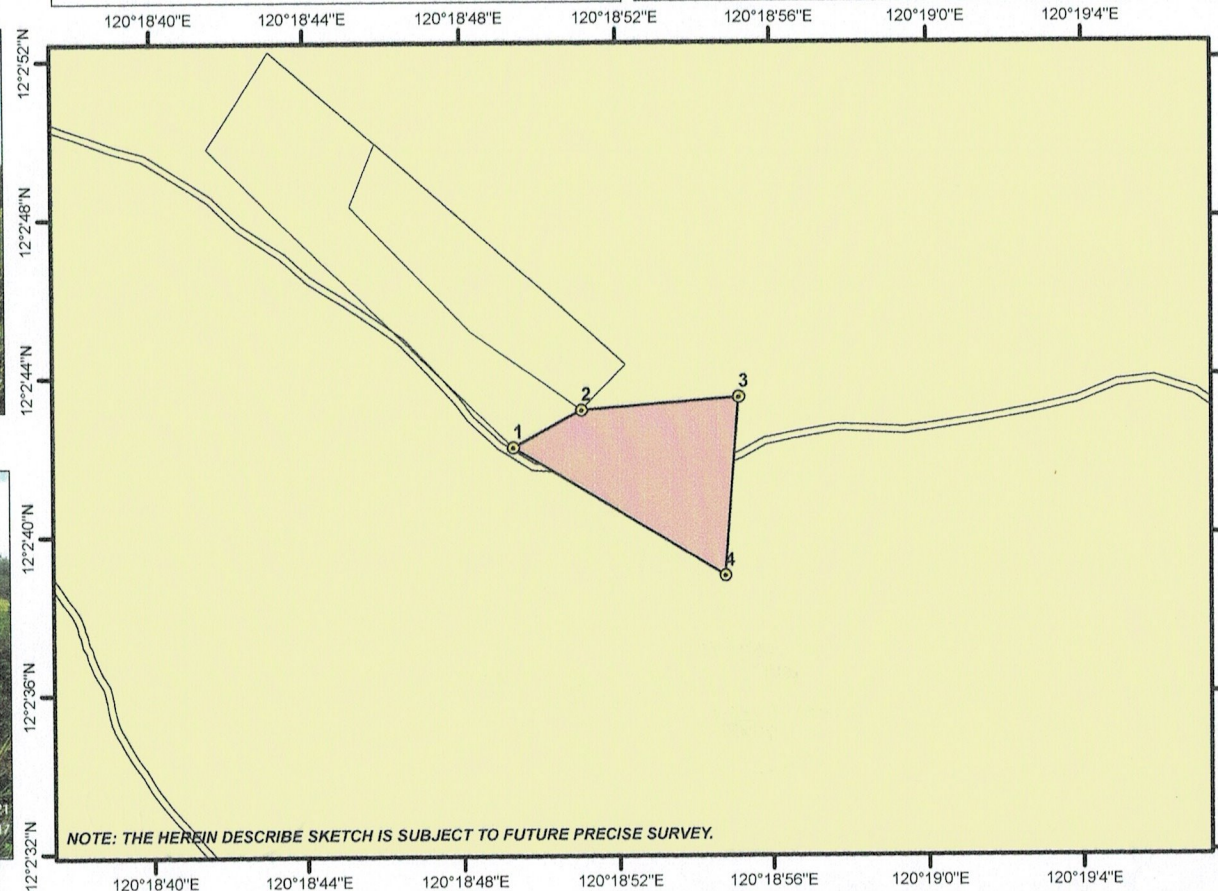 120°18'40"E 120°18'44"E 120°18'48"E 120°18'52"E 120°18'56"E 120°19'0"E 120°19'4"E
12°2'52"N
12°2'48"N
12°2'44"N
12°2'40"N
12°2'36"N
12°2'32"N
1
2
3
4
NOTE: THE HEREIN DESCRIBE SKETCH IS SUBJECT TO FUTURE PRECISE SURVEY.
120°18'40"E 120°18'44"E 120°18'48"E 120°18'52"E 120°18'56"E 120°19'0"E 120°19'4"E